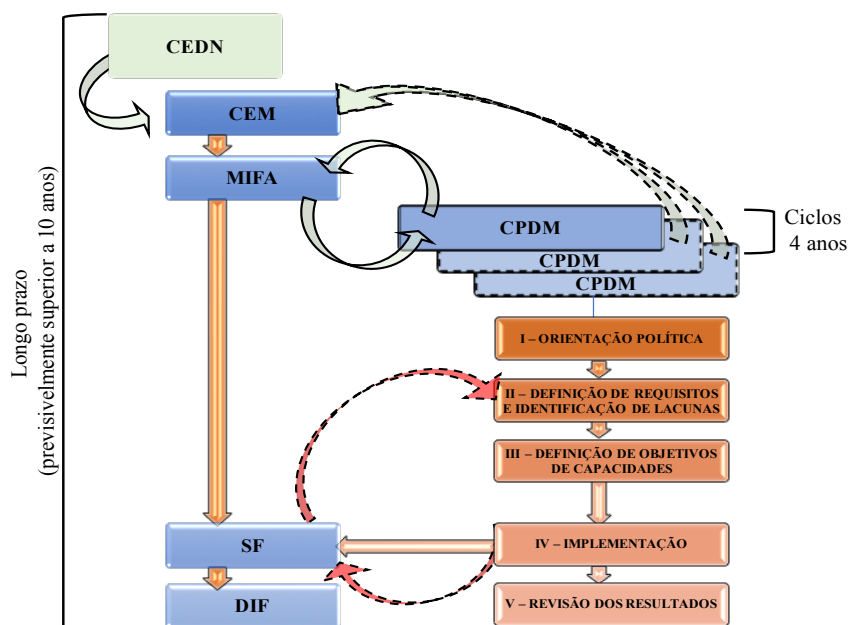 CEDN
CEM
MIFA
CPDM
CPDM
CPDM
Ciclos
4 anos
Longo prazo
(previsivelmente superior a 10 anos)
I – ORIENTAÇÃO POLÍTICA
II – DEFINIÇÃO DE REQUISITOS
E IDENTIFICAÇÃO DE LACUNAS
III – DEFINIÇÃO DE OBJETIVOS
DE CAPACIDADES
SF
IV – IMPLEMENTAÇÃO
DIF
V – REVISÃO DOS RESULTADOS